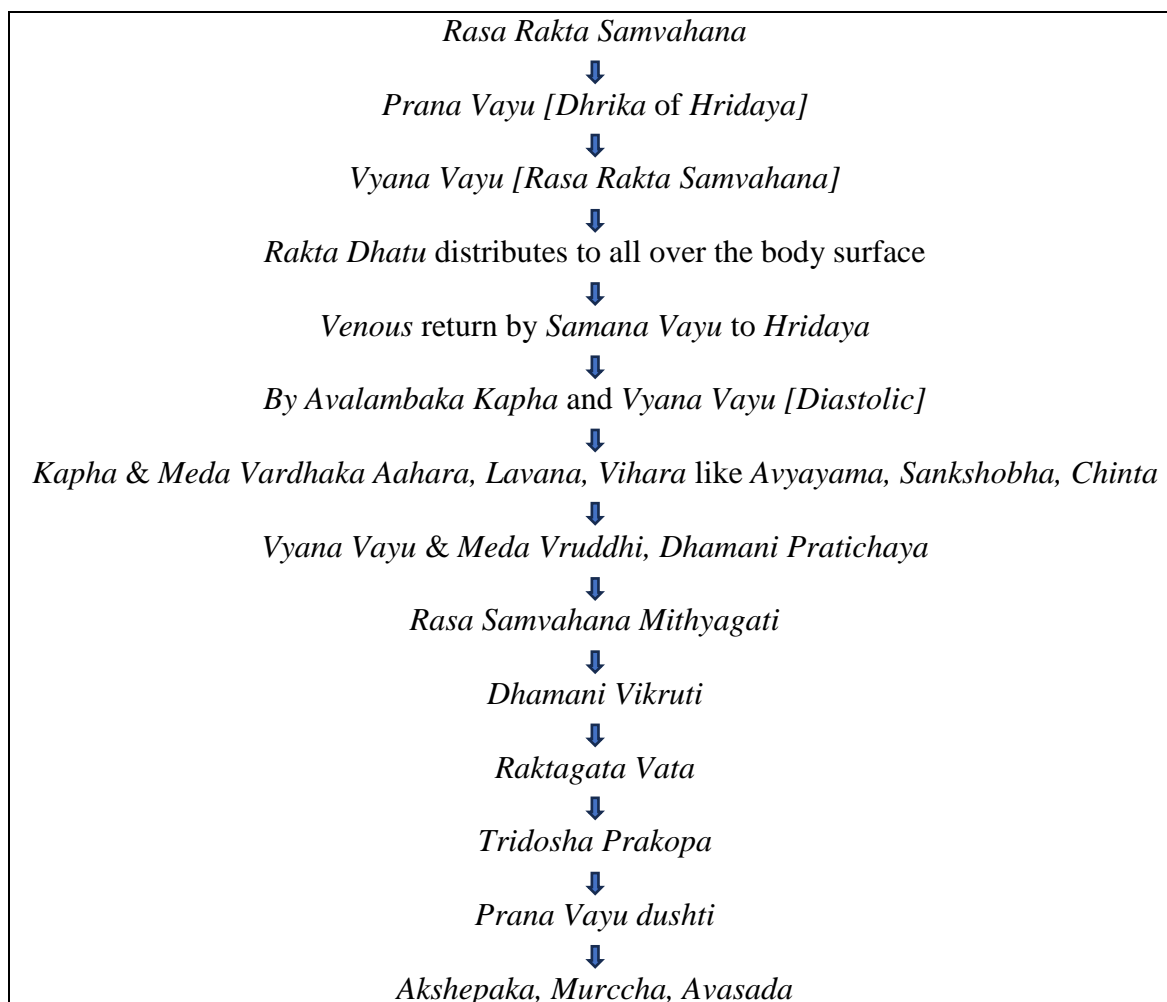 Rasa Rakta Samvahana
Prana Vayu [Dhrika of Hridaya]
Vyana Vayu [Rasa Rakta Samvahana]
Rakta Dhatu distributes to all over the body surface
Venous return by Samana Vayu to Hridaya
By Avalambaka Kapha and Vyana Vayu [Diastolic]
Kapha & Meda Vardhaka Aahara, Lavana, Vihara like Avyayama, Sankshobha, Chinta
Vyana Vayu & Meda Vruddhi, Dhamani Pratichaya
Rasa Samvahana Mithyagati
Dhamani Vikruti
Raktagata Vata
Tridosha Prakopa
Prana Vayu dushti
Akshepaka, Murccha, Avasada